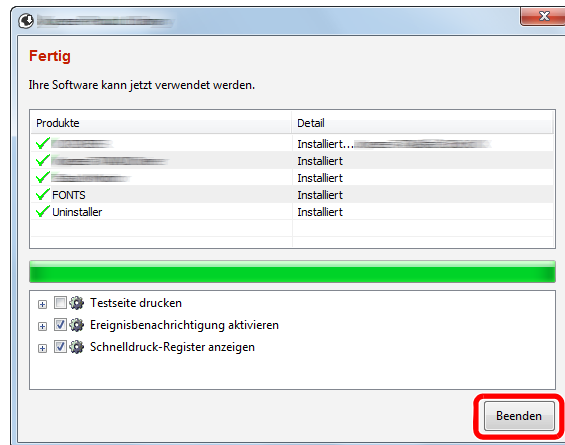 Fertig
Ihre Software kann jetzt verwendet werden.
Produkte Detail
Installiert...
Installiert
Installiert
FONTS Installiert
Uninstaller Installiert
Testseite drucken
Ereignisbenachrichtigung aktivieren
Schnelldruck-Register anzeigen
Beenden